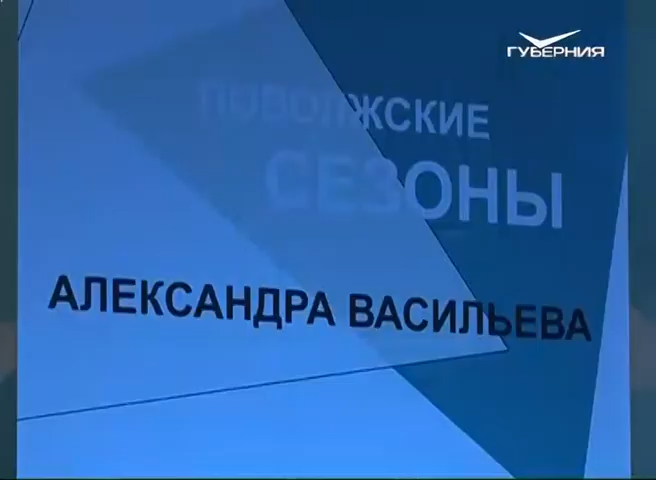 ГУБЕРНИЯ
ПОВОЛЖСКИЕ
СЕЗОНЫ
АЛЕКСАНДРА ВАСИЛЬЕВА